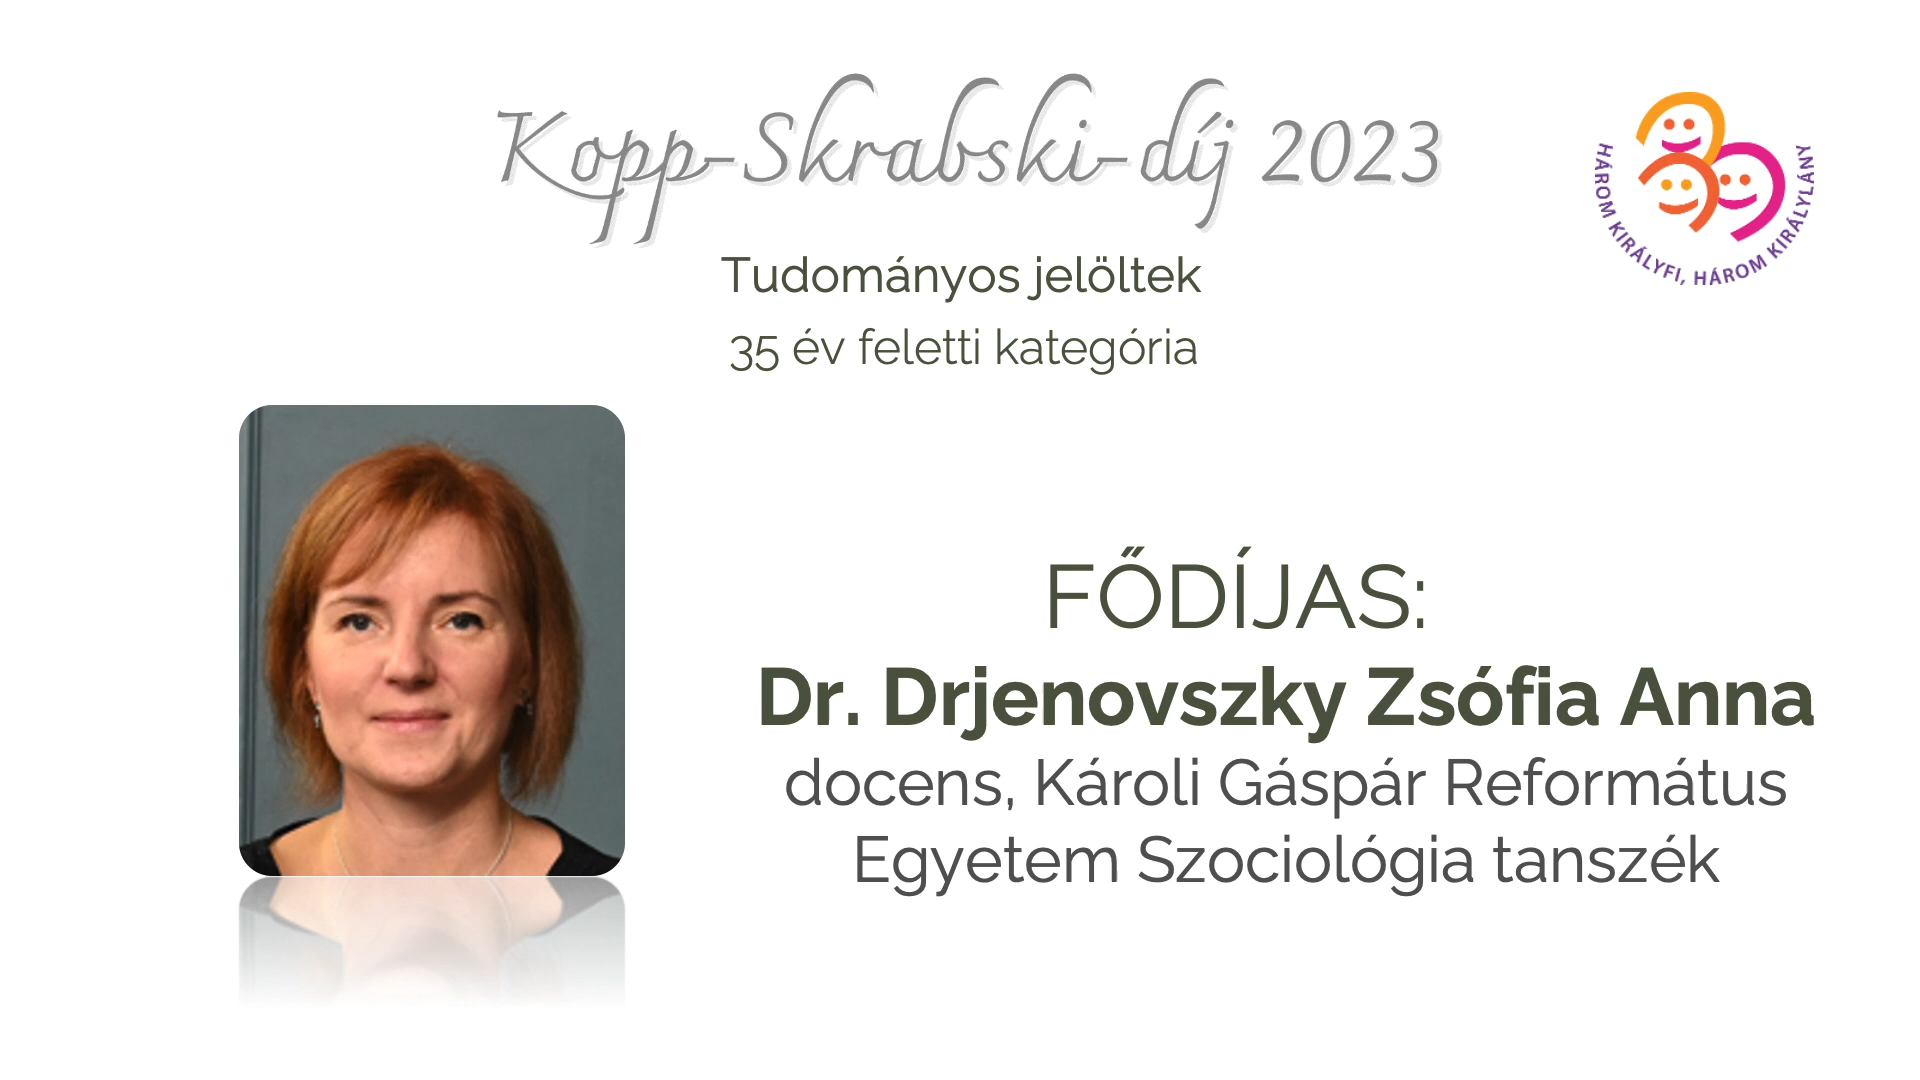 Kopp-Skrabski-díj 2023
HÁROM KIRÁLYFI, HÁROM KIRÁLYLÁNY
Tudományos jelöltek
35 év feletti kategória
FŐDÍJAS:
Dr. Drjenovszky Zsófia Anna
docens, Károli Gáspár Református
Egyetem Szociológia tanszék